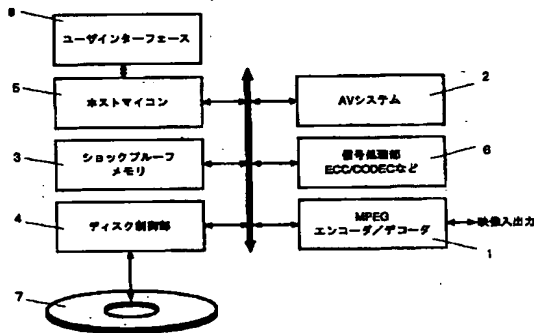 8
ユーザインターフェース
5
ホストマイコン
2
AVシステム
3
ショックプルーフ
メモリ
信号処理部
ECC/CODECなど
6
4
ディスク制御部
MPEG
エンコーダ/デコーダ
映像入出力
1
7